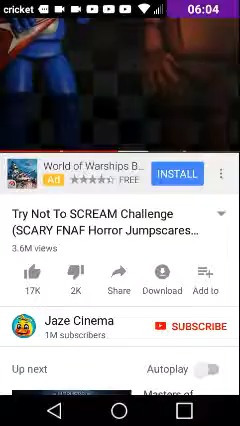 cricket 06:04
World of Warships B...
Ad FREE
INSTALL
Try Not To SCREAM Challenge
(SCARY FNAF Horror Jumpscares...
3.6M views
17K 2K Share Download Add to
Jaze Cinema
1M subscribers
SUBSCRIBE
Up next Autoplay
Masters of